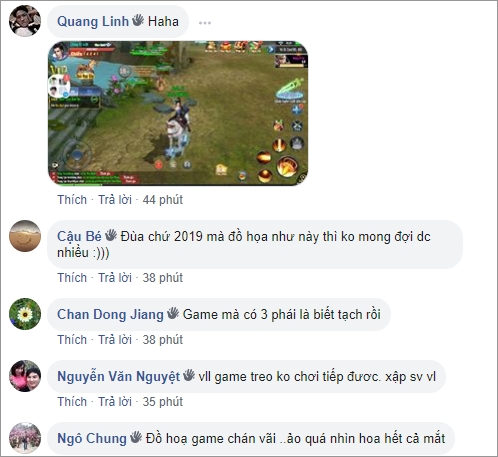 Quang Linh Haha
Thích · Trả lời · 44 phút
Cậu Bé Đùa chứ 2019 mà đồ họa như này thì ko mong đợi dc
nhiều :)))
Thích · Trả lời · 38 phút
Chan Dong Jiang Game mà có 3 phái là biết tạch rồi
Thích · Trả lời · 38 phút
Nguyễn Văn Nguyệt vll game treo ko chơi tiếp đươc. xập sv vl
Thích · Trả lời · 35 phút
Ngô Chung Đồ hoạ game chán vãi ..ảo quá nhìn hoa hết cả mắt